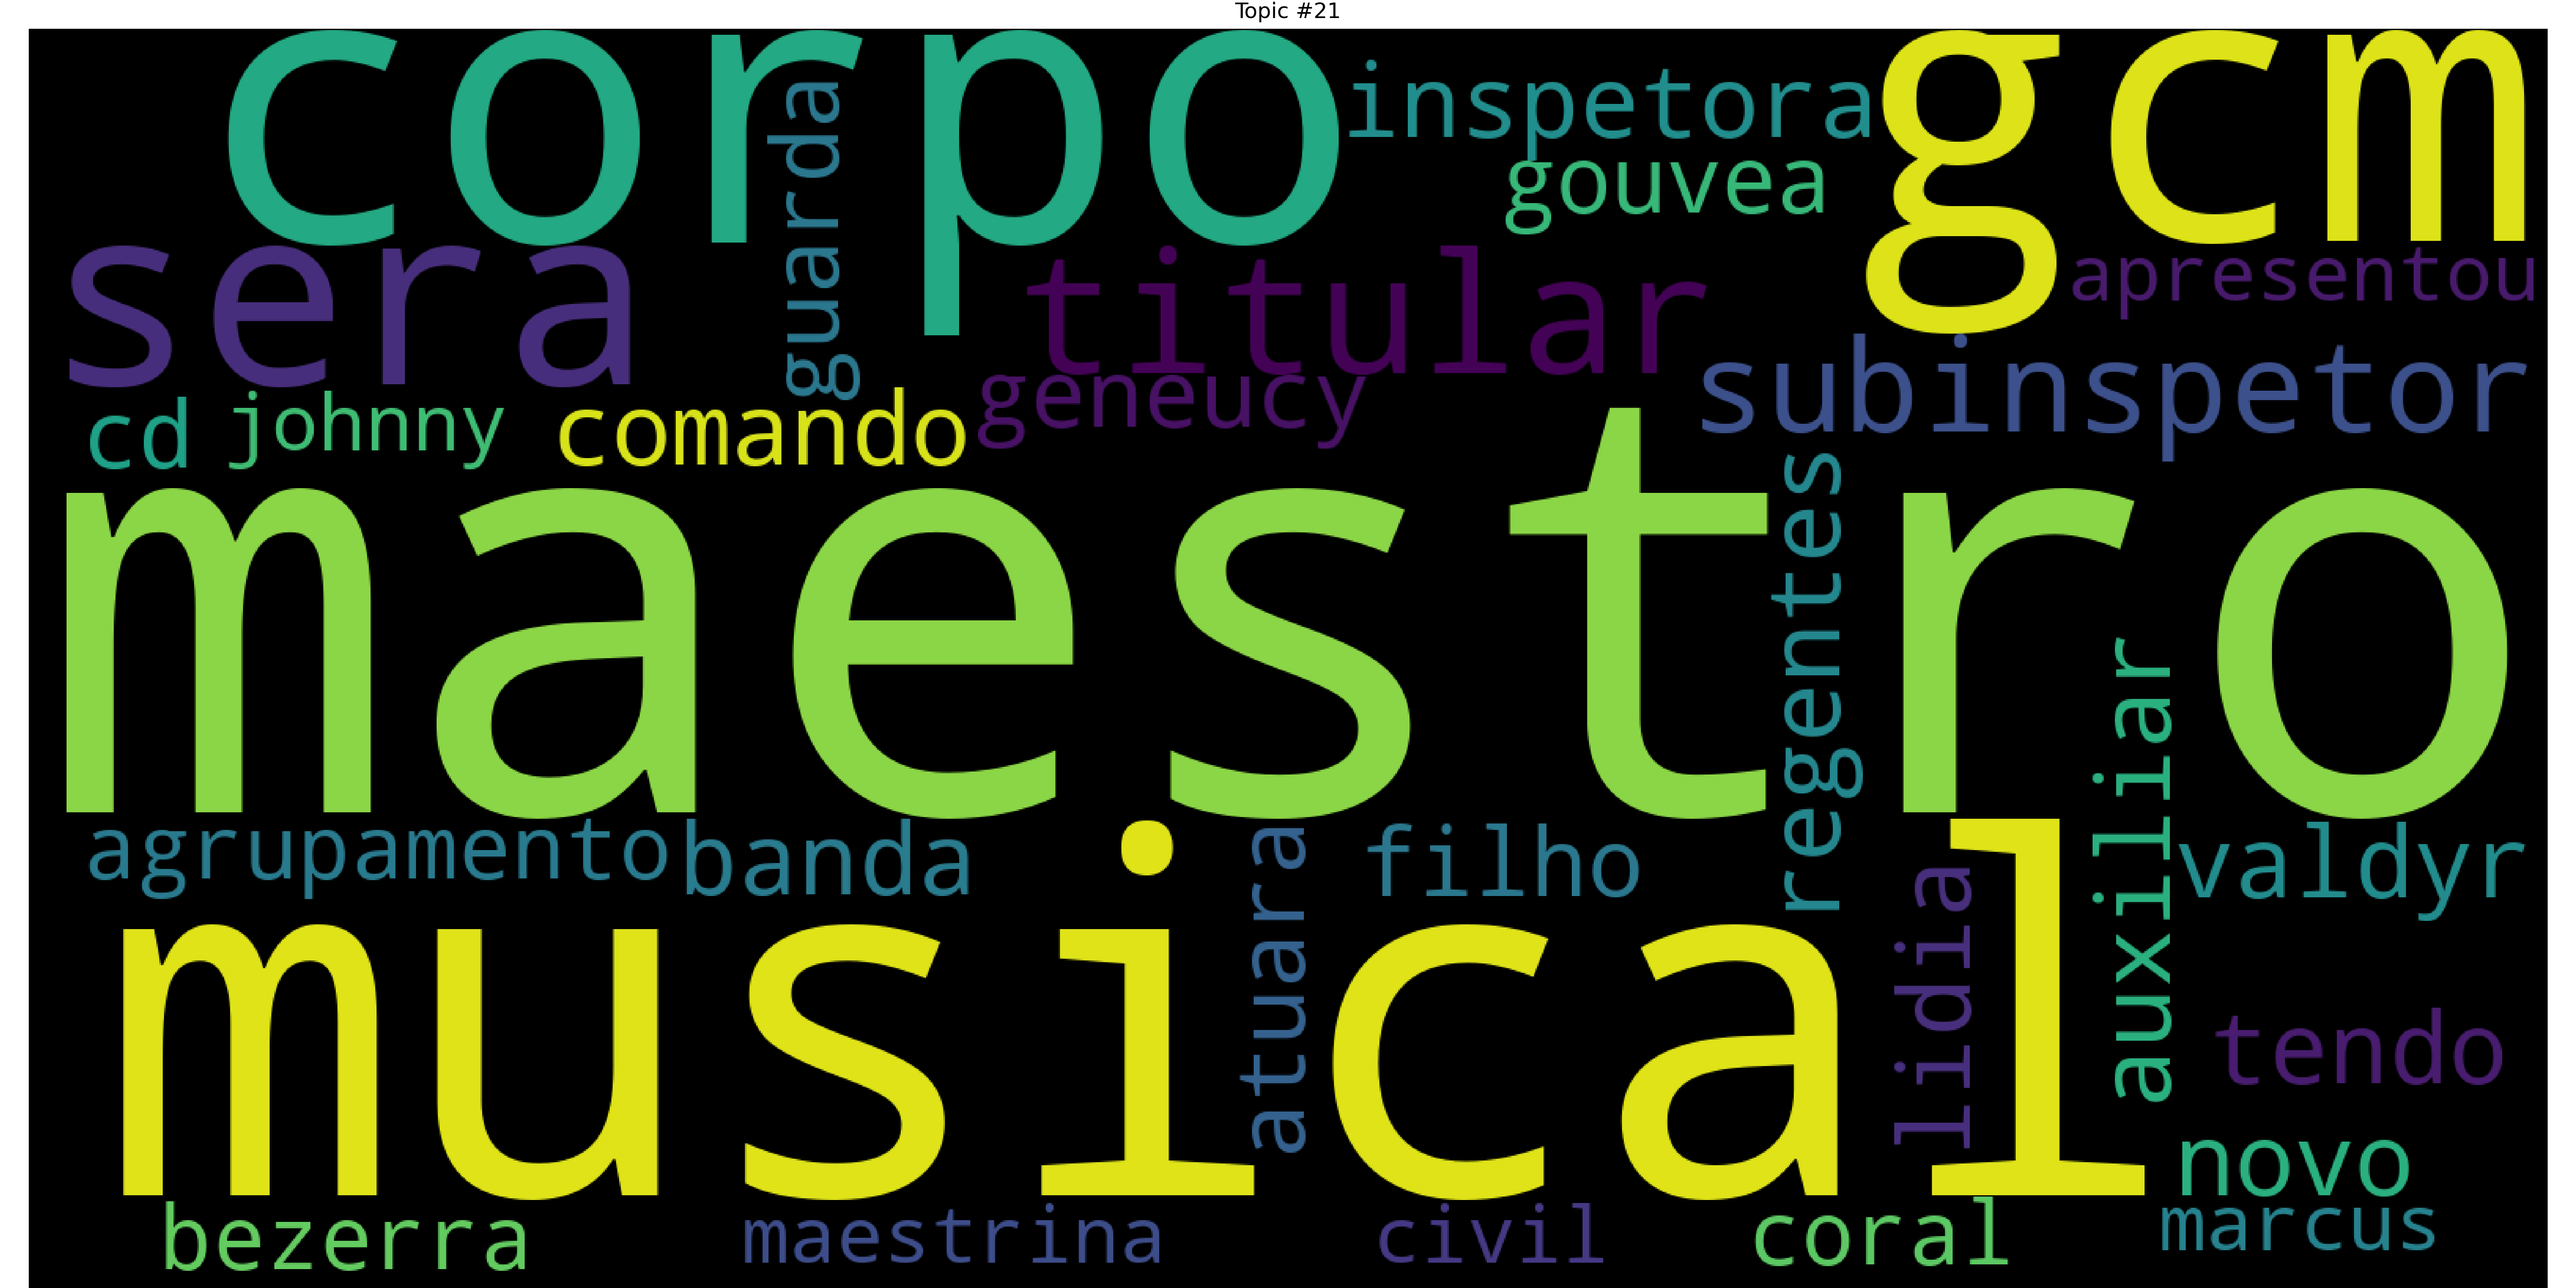 Topic #21
corpo
gcm
inspetora
gouvea
guarda
sera
titular
apresentou
subinspetor
geneucy
cd
johnny
comando
maestro
regentes
auxiliar
agrupamento
banda
atuara
filho
valdyr
musical
lidia
tendo
novo
bezerra
maestrina
civil
coral
marcus